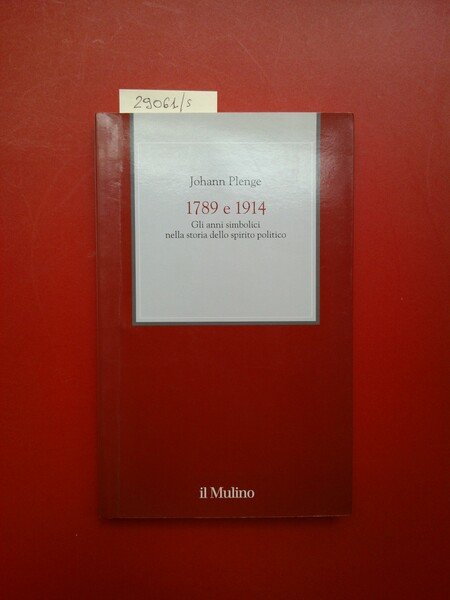 29061/s
Johann Plenge
1789 e 1914
Gli anni simbolici
nella storia dello spirito politico
il Mulino